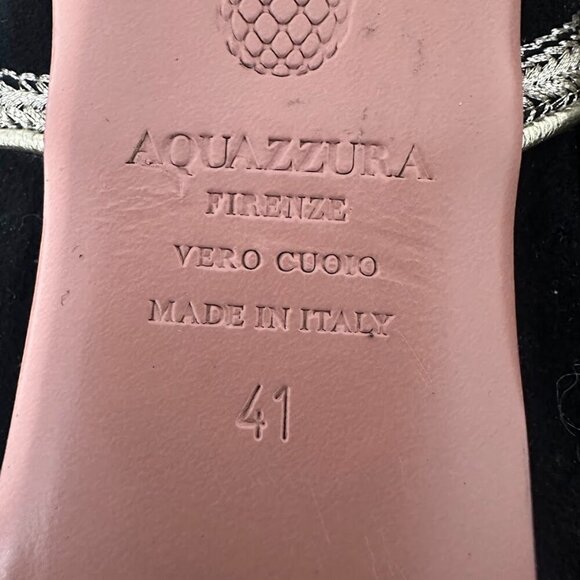 AQUAZZURA
FIRENZE
VERO CUOIO
MADE IN ITALY
41